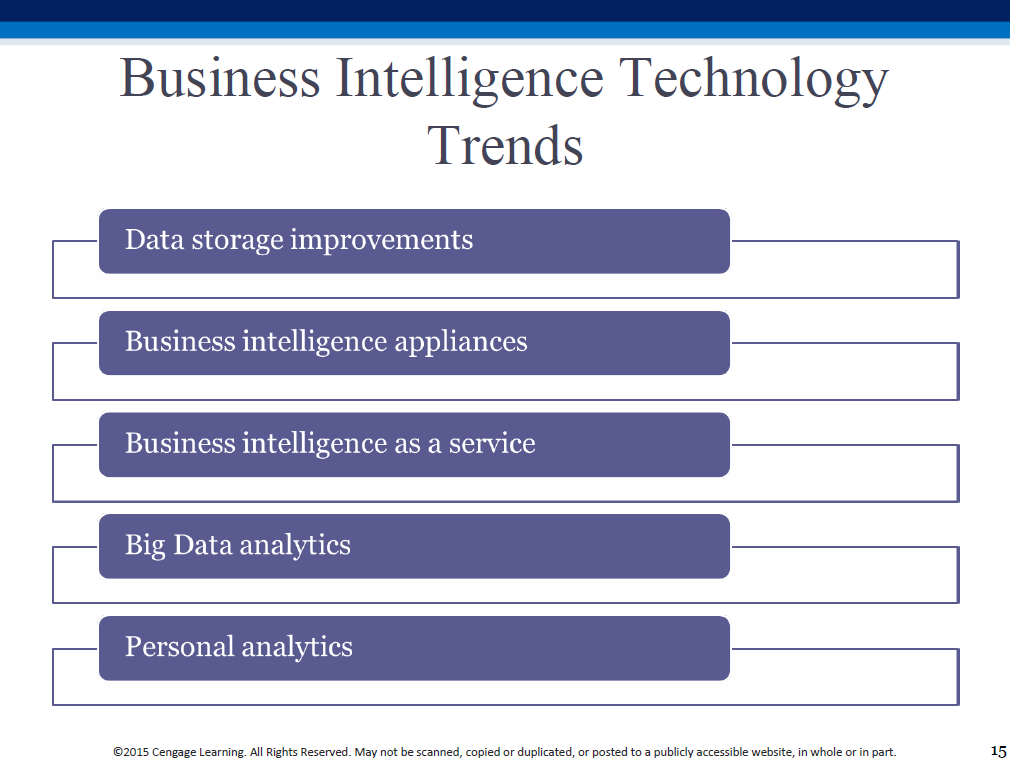 Business Intelligence Technology
Trends
Data storage improvements
Business intelligence appliances
Business intelligence as a service
Big Data analytics
Personal analytics
©2015 Cengage Learning. All Rights Reserved. May not be scanned, copied or duplicated, or posted to a publicly accessible website, in whole or in part.
15